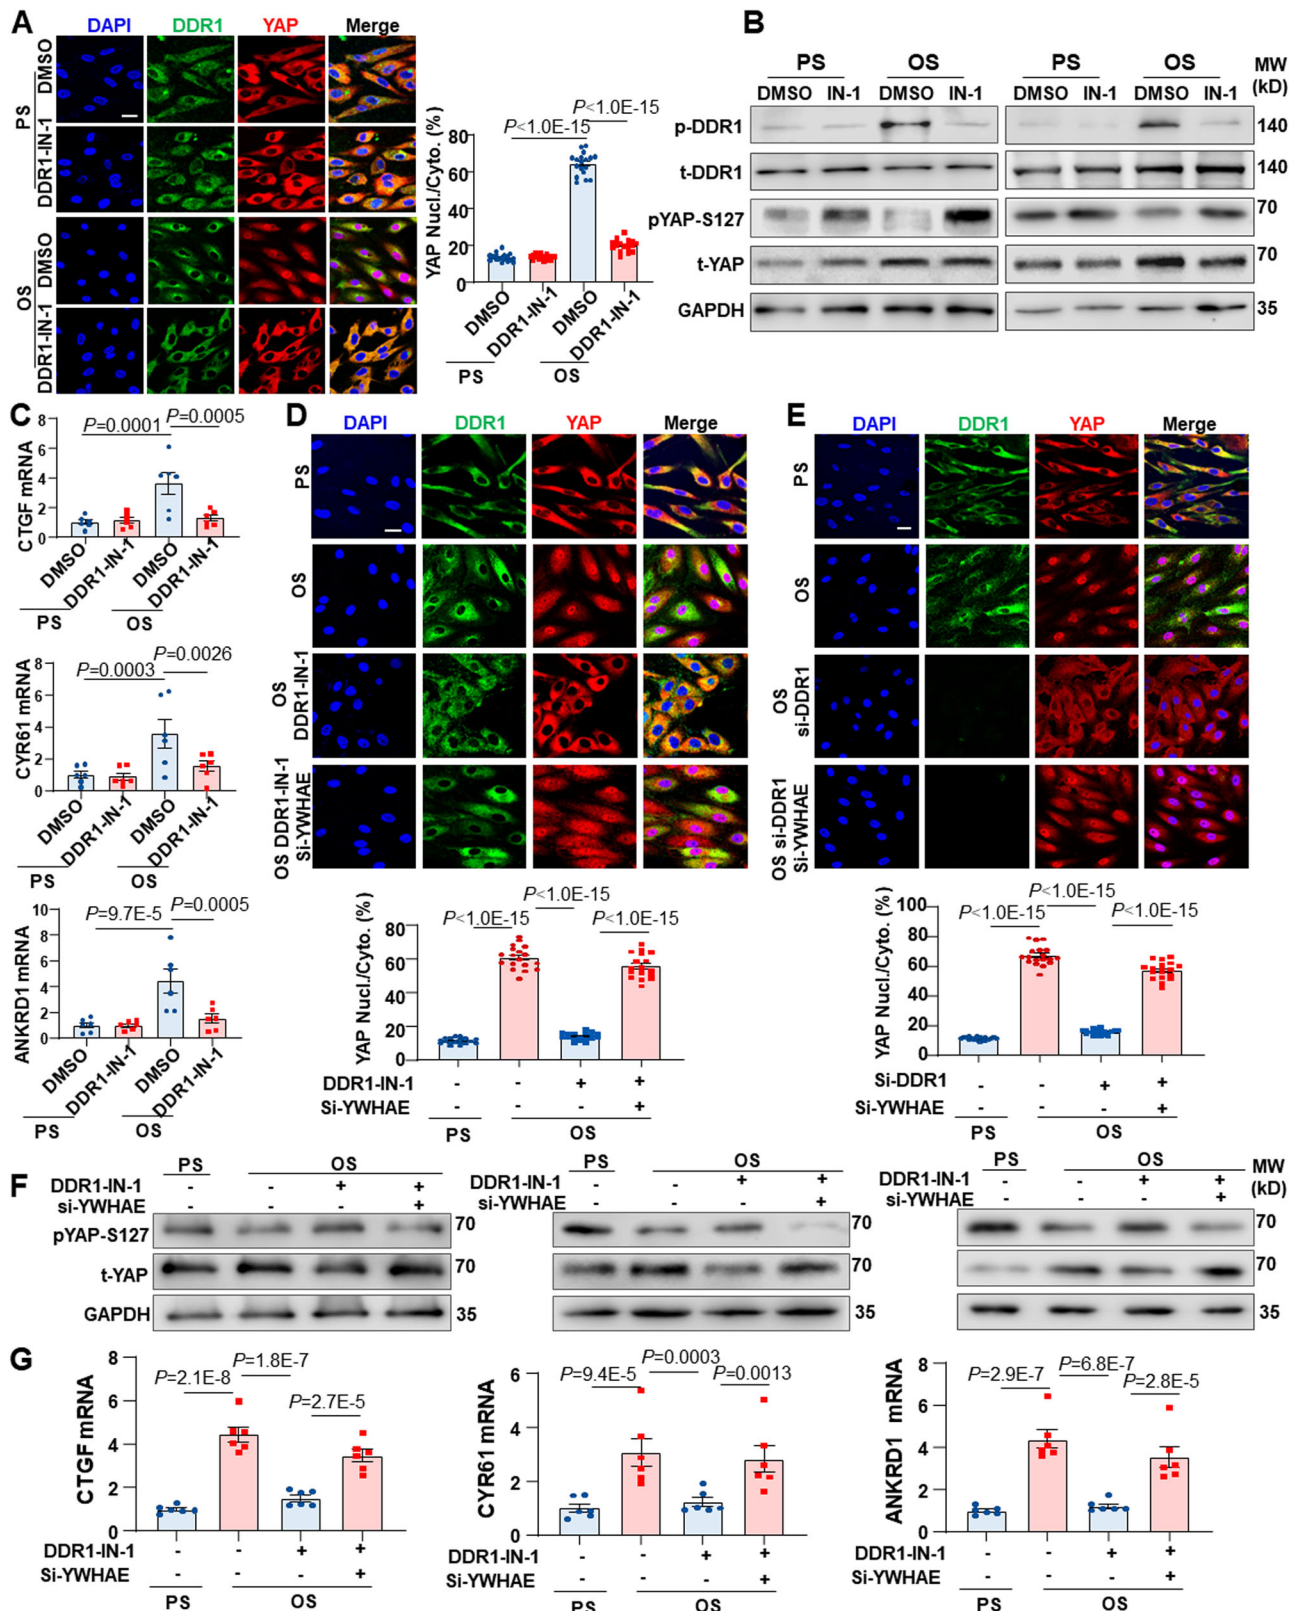 A
DAPI DDR1 YAP Merge
PS
DMSO
DDR1-IN-1
OS
DMSO
DDR1-IN-1
YAP Nucl./Cyto. (%)
80
60
40
20
0
P<1.0E-15
P<1.0E-15
DMSO DDR1-IN-1 DMSO DDR1-IN-1
PS OS
B
PS OS PS OS MW (kD)
DMSO IN-1 DMSO IN-1 DMSO IN-1 DMSO IN-1
p-DDR1 140
t-DDR1 140
pYAP-S127 70
t-YAP 70
GAPDH 35
C
CTGF mRNA
8
6
4
2
0
P=0.0001 P=0.0005
DMSO DDR1-IN-1 DMSO DDR1-IN-1
PS OS
CYR61 mRNA
8
6
4
2
0
P=0.0003 P=0.0026
DMSO DDR1-IN-1 DMSO DDR1-IN-1
PS OS
ANKRD1 mRNA
10
8
6
4
2
0
P=9.7E-5 P=0.0005
DMSO DDR1-IN-1 DMSO DDR1-IN-1
PS OS
D
DAPI DDR1 YAP Merge
PS
OS
OS DDR1-IN-1
OS DDR1-IN-1 Si-YWHAE
YAP Nucl./Cyto. (%)
80
60
40
20
0
P<1.0E-15 P<1.0E-15 P<1.0E-15
DDR1-IN-1 - - + +
Si-YWHAE - - - +
PS OS
E
DAPI DDR1 YAP Merge
PS
OS
OS si-DDR1
OS si-DDR1 Si-YWHAE
YAP Nucl./Cyto. (%)
100
80
60
40
20
0
P<1.0E-15 P<1.0E-15 P<1.0E-15
Si-DDR1 - - + +
Si-YWHAE - - - +
PS OS
F
PS OS PS OS PS OS MW (kD)
DDR1-IN-1 - - + + DDR1-IN-1 - - + + DDR1-IN-1 - - + +
si-YWHAE - - - + si-YWHAE - - - + si-YWHAE - - - +
pYAP-S127 70 70 70
t-YAP 70 70 70
GAPDH 35 35 35
G
CTGF mRNA
8
6
4
2
0
P=2.1E-8 P=1.8E-7 P=2.7E-5
DDR1-IN-1 - - + +
Si-YWHAE - - - +
PS OS
CYR61 mRNA
6
4
2
0
P=9.4E-5 P=0.0003 P=0.0013
DDR1-IN-1 - - + +
Si-YWHAE - - - +
PS OS
ANKRD1 mRNA
8
6
4
2
0
P=2.9E-7 P=6.8E-7 P=2.8E-5
DDR1-IN-1 - - + +
Si-YWHAE - - - +
PS OS